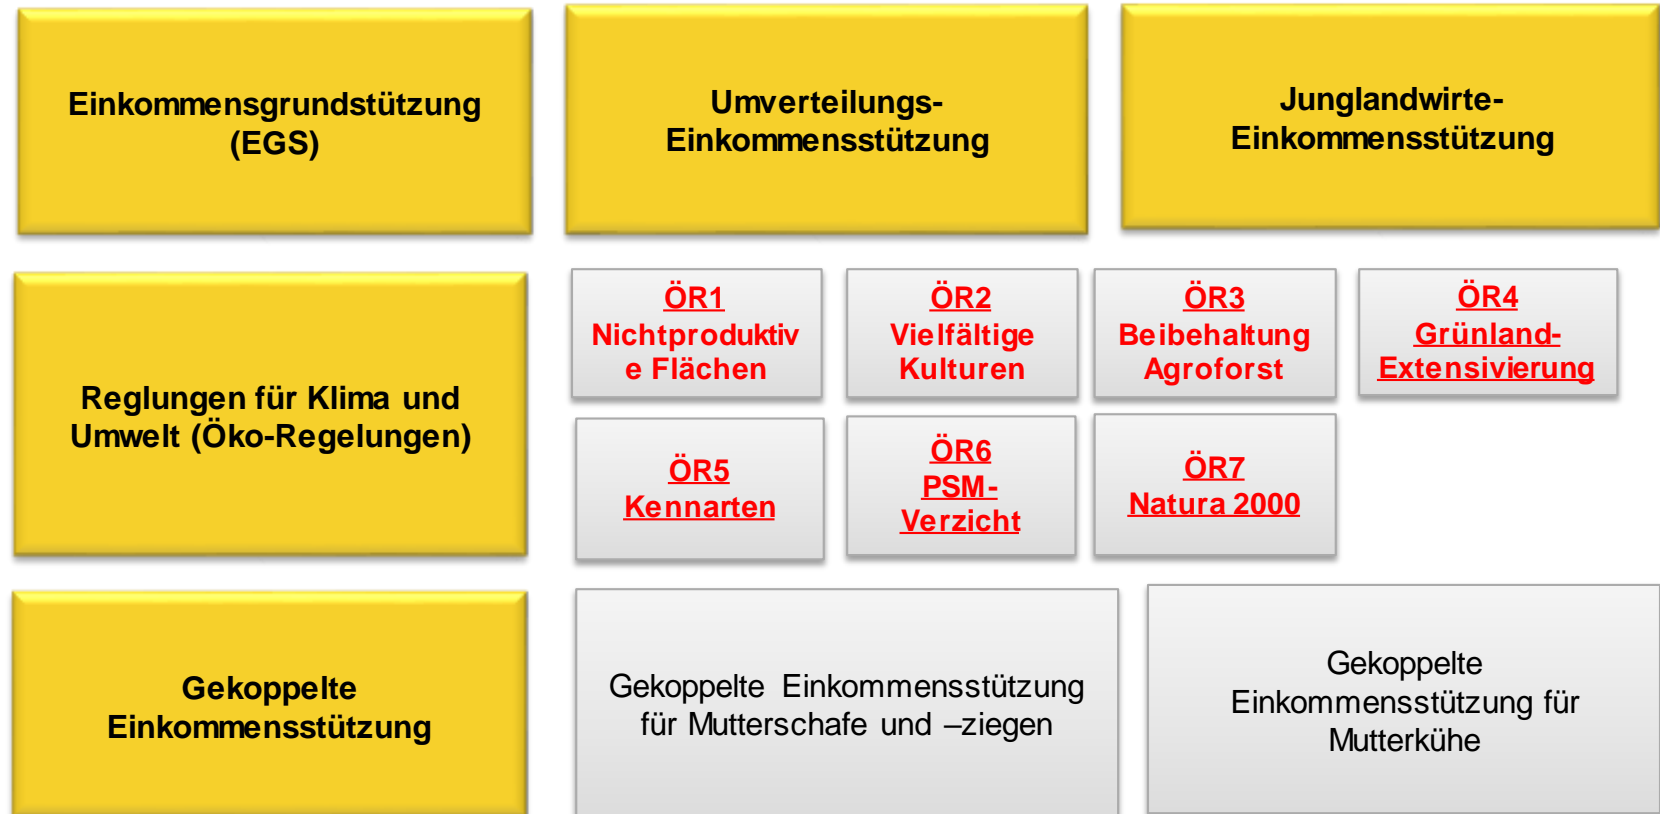 Einkommensgrundstützung
(EGS)
Umverteilungs-
Einkommensstützung
Junglandwirte-
Einkommensstützung
Reglungen für Klima und
Umwelt (Öko-Regelungen)
ÖR1
Nichtproduktiv
e Flächen
ÖR2
Vielfältige
Kulturen
ÖR3
Beibehaltung
Agroforst
ÖR4
Grünland-
Extensivierung
ÖR5
Kennarten
ÖR6
PSM-
Verzicht
ÖR7
Natura 2000
Gekoppelte
Einkommensstützung
Gekoppelte Einkommensstützung
für Mutterschafe und –ziegen
Gekoppelte
Einkommensstützung für
Mutterkühe